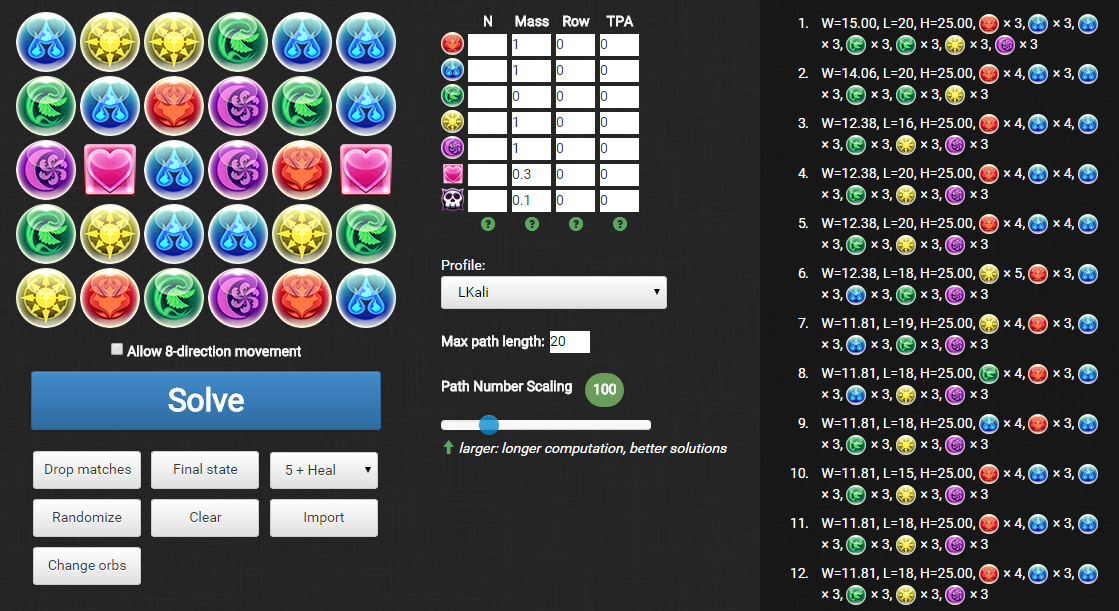 N Mass Row TPA
1 0 0
1 0 0
0 0 0
1 0 0
1 0 0
0.3 0 0
0.1 0 0
? ? ? ?
Profile:
LKali
Max path length: 20
Path Number Scaling 100
larger: longer computation, better solutions
Allow 8-direction movement
Solve
Drop matches Final state 5 + Heal
Randomize Clear Import
Change orbs
1. W=15.00, L=20, H=25.00, × 3, × 3,
× 3, × 3, × 3, × 3, × 3
2. W=14.06, L=20, H=25.00, × 4, × 3,
× 3, × 3, × 3, × 3
3. W=12.38, L=16, H=25.00, × 4, × 4,
× 3, × 3, × 3, × 3
4. W=12.38, L=20, H=25.00, × 4, × 4,
× 3, × 3, × 3, × 3
5. W=12.38, L=20, H=25.00, × 4, × 4,
× 3, × 3, × 3, × 3
6. W=12.38, L=18, H=25.00, × 5, × 3,
× 3, × 3, × 3, × 3
7. W=11.81, L=19, H=25.00, × 4, × 3,
× 3, × 3, × 3, × 3
8. W=11.81, L=18, H=25.00, × 4, × 3,
× 3, × 3, × 3, × 3
9. W=11.81, L=18, H=25.00, × 4, × 3,
× 3, × 3, × 3, × 3
10. W=11.81, L=15, H=25.00, × 4, × 3,
× 3, × 3, × 3, × 3
11. W=11.81, L=18, H=25.00, × 4, × 3,
× 3, × 3, × 3, × 3
12. W=11.81, L=18, H=25.00, × 4, × 3,
× 3, × 3, × 3, × 3